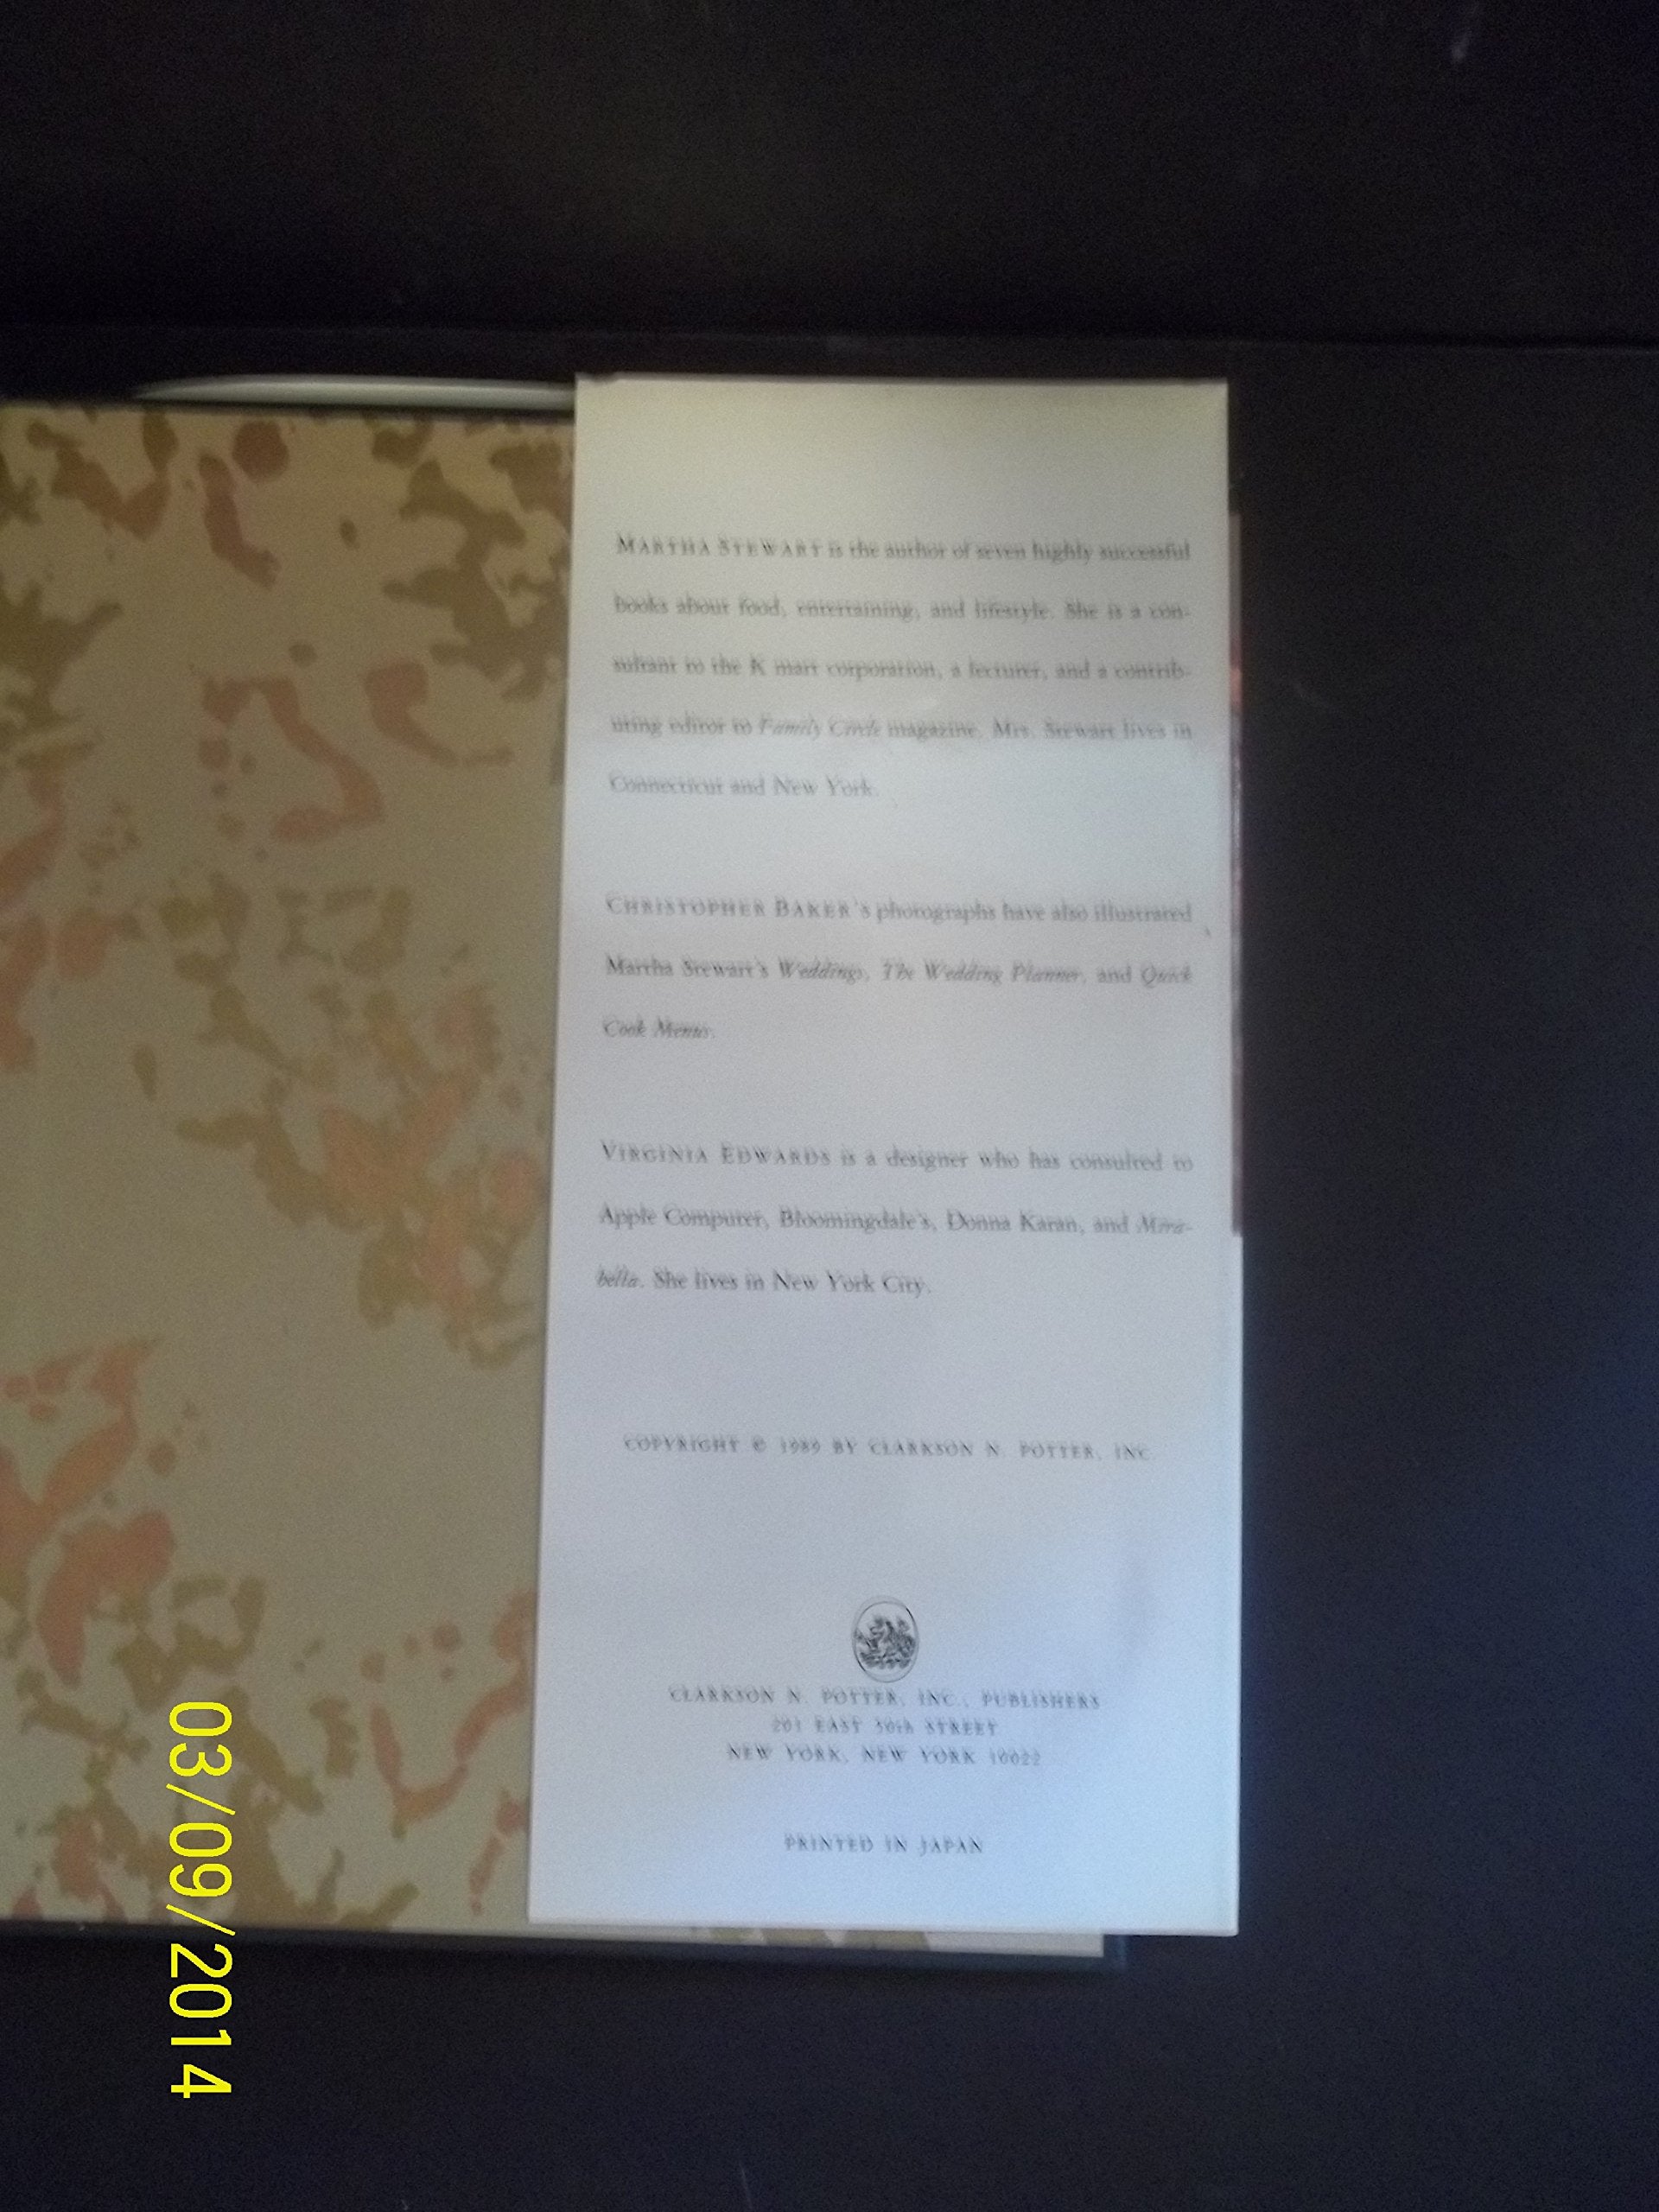 MARTHA STEWART is the author of seven highly successful
books about food, entertaining, and lifestyle. She is a con-
sultant to the K mart corporation, a lecturer, and a contrib-
uting editor to Family Circle magazine. Mrs. Stewart lives in
Connecticut and New York.
CHRISTOPHER BAKER's photographs have also illustrated
Martha Stewart's Weddings, The Wedding Planner, and Quick
Cook Menus.
VIRGINIA EDWARDS is a designer who has consulted to
Apple Computer, Bloomingdale's, Donna Karan, and Mira-
bella. She lives in New York City.
COPYRIGHT © 1989 BY CLARKSON N. POTTER, INC.
CLARKSON N. POTTER, INC., PUBLISHERS
201 EAST 50th STREET
NEW YORK, NEW YORK 10022
PRINTED IN JAPAN
03/09/2014